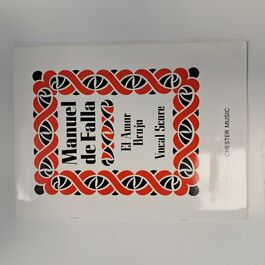 Manuel
de Falla
El Amor
Brujo
Vocal Score
CHESTER MUSIC